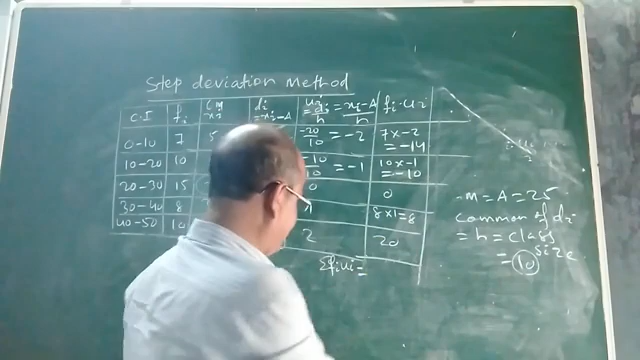 Step deviation Method
C.I fi Cm xi di =xi-A ui =di/h = xi-A/h fi·ui
0-10 7 5 -20/10 = -2 7x-2 = -14
10-20 10 -10/10 = -1 10x-1 = -10
20-30 15 0 0
30-40 8 8x1=8
40-50 10 2 20
Σfiui=
M = A = 25
Common of di
= h = class size
= 10